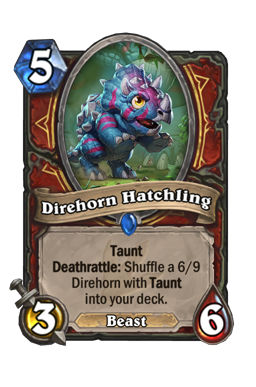 5
Direhorn Hatchling
Taunt
Deathrattle: Shuffle a 6/9
Direhorn with Taunt
into your deck.
3
Beast
6